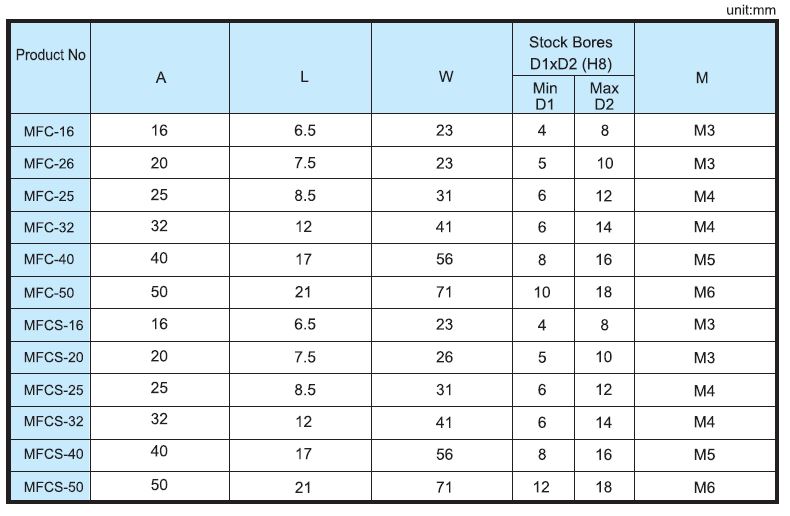 unit:mm
Product No A L W Stock Bores D1xD2 (H8) M
Min D1 Max D2
MFC-16 16 6.5 23 4 8 M3
MFC-26 20 7.5 23 5 10 M3
MFC-25 25 8.5 31 6 12 M4
MFC-32 32 12 41 6 14 M4
MFC-40 40 17 56 8 16 M5
MFC-50 50 21 71 10 18 M6
MFCS-16 16 6.5 23 4 8 M3
MFCS-20 20 7.5 26 5 10 M3
MFCS-25 25 8.5 31 6 12 M4
MFCS-32 32 12 41 6 14 M4
MFCS-40 40 17 56 8 16 M5
MFCS-50 50 21 71 12 18 M6